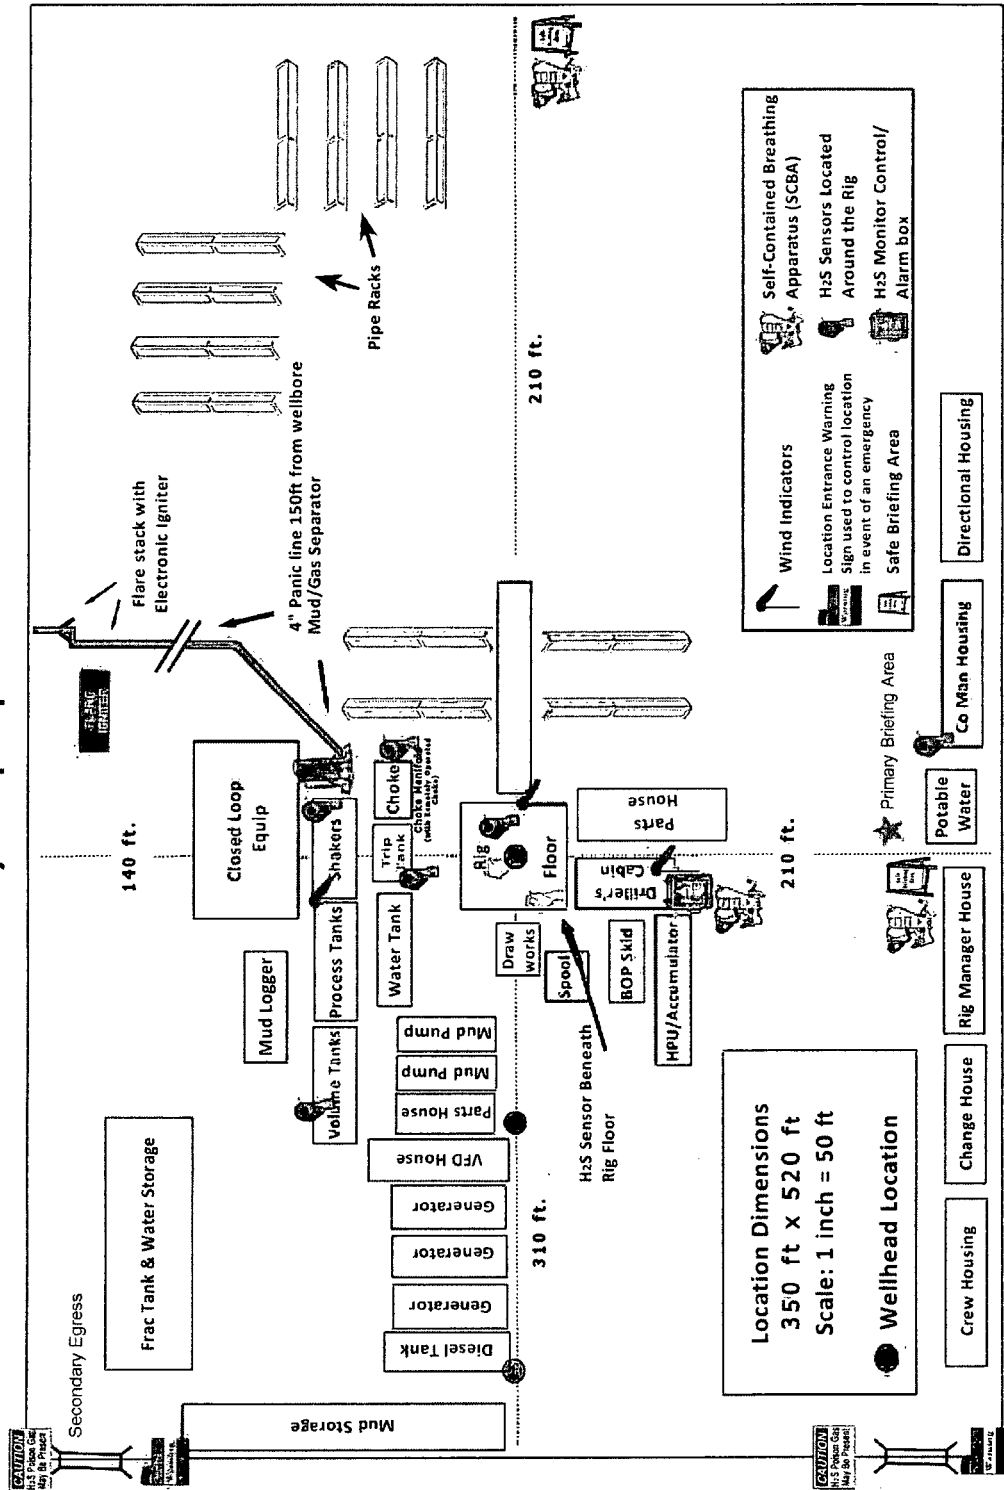 CAUTION
H2S Poison Gas
May Be Present
Secondary Egress
Frac Tank & Water Storage
Mud Storage
140 ft.
Flare stack with
Electronic Igniter
4" Panic line 150ft from wellbore
Mud/Gas Separator
Pipe Racks
Closed Loop
Equip
Mud Logger
Volume Tanks
Process Tanks
Shakers
Water Tank
Trip
Tank
Choke
Choke Manifold
(with Remotely Operated
Choke)
Diesel Tank
Generator
Generator
Generator
VFD House
Parts House
Mud Pump
Mud Pump
Draw
works
Rig
Floor
310 ft.
210 ft.
H2S Sensor Beneath
Rig Floor
Spool
BOP Skid
HPU/Accumulator
Driller's
Cabin
Parts
House
210 ft.
Location Dimensions
350 ft x 520 ft
Scale: 1 inch = 50 ft
Wellhead Location
Primary Briefing Area
Wind Indicators
Location Entrance Warning
Sign used to control location
in event of an emergency
Safe Briefing Area
Self-Contained Breathing
Apparatus (SCBA)
H2S Sensors Located
Around the Rig
H2S Monitor Control/
Alarm box
CAUTION
H2S Poison Gas
May Be Present
Warning
Crew Housing
Change House
Rig Manager House
Potable
Water
Co Man Housing
Directional Housing